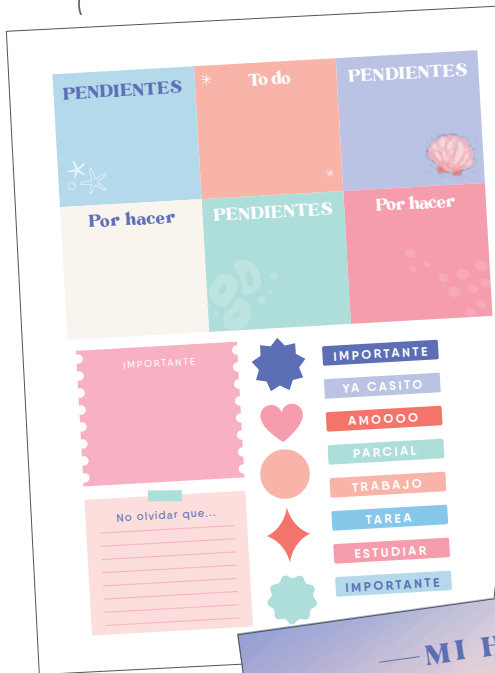 PENDIENTES
To do
PENDIENTES
Por hacer
PENDIENTES
Por hacer
IMPORTANTE
No olvidar que...
IMPORTANTE
YA CASITO
AMOOOO
PARCIAL
TRABAJO
TAREA
ESTUDIAR
IMPORTANTE
MI